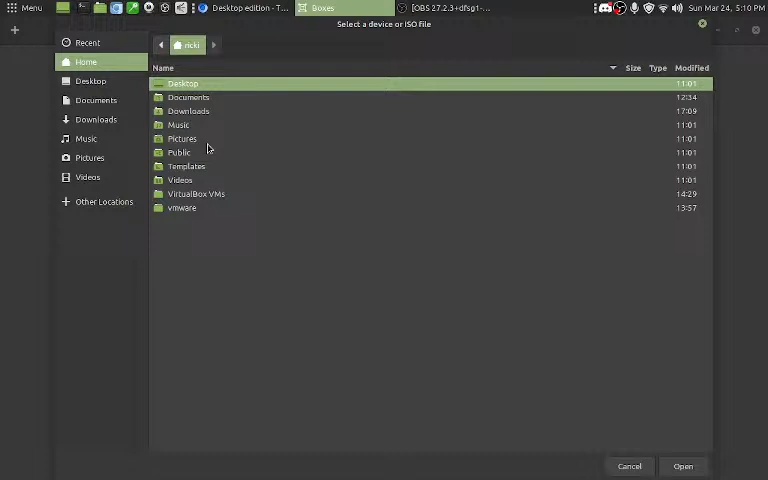 Menu Desktop edition - T... Boxes [OBS 27.2.3+dfsg1-... Sun Mar 24, 5:10 PM
Select a device or ISO file
Recent
Home
Desktop
Documents
Downloads
Music
Pictures
Videos
Other Locations
ricki
Name Size Type Modified
Desktop 11:01
Documents 12:34
Downloads 17:09
Music 11:01
Pictures 11:01
Public 11:01
Templates 11:01
Videos 11:01
VirtualBox VMs 14:29
vmware 13:57
Cancel Open